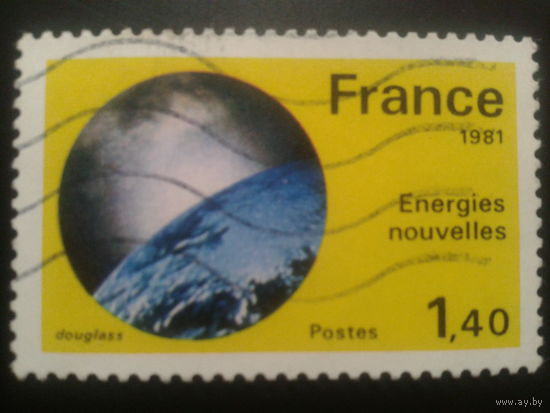 France
1981
Energies
nouvelles
douglass
Postes
1,40
www.ay.by